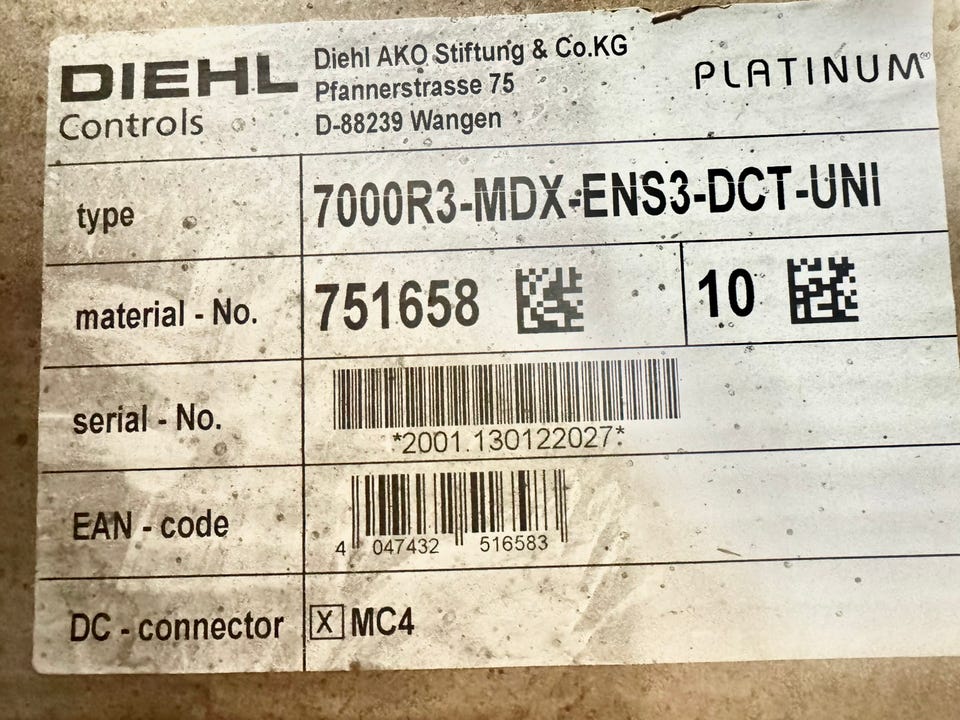 DIEHL
Controls
Diehl AKO Stiftung & Co.KG
Pfannerstrasse 75
D-88239 Wangen
PLATINUM®
type
7000R3-MDX-ENS3-DCT-UNI
material - No.
751658
10
serial - No.
*2001.130122027*
EAN - code
4 047432 516583
DC - connector
X MC4